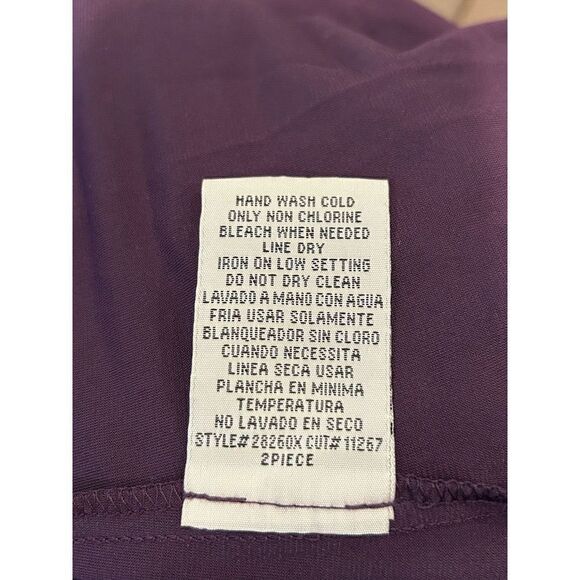 HAND WASH COLD
ONLY NON CHLORINE
BLEACH WHEN NEEDED
LINE DRY
IRON ON LOW SETTING
DO NOT DRY CLEAN
LAVADO A MANO CON AGUA
FRIA USAR SOLAMENTE
BLANQUEADOR SIN CLORO
CUANDO NECESSITA
LINEA SECA USAR
PLANCHA EN MINIMA
TEMPERATURA
NO LAVADO EN SECO
STYLE# 28260X CUT# 11267
2PIECE